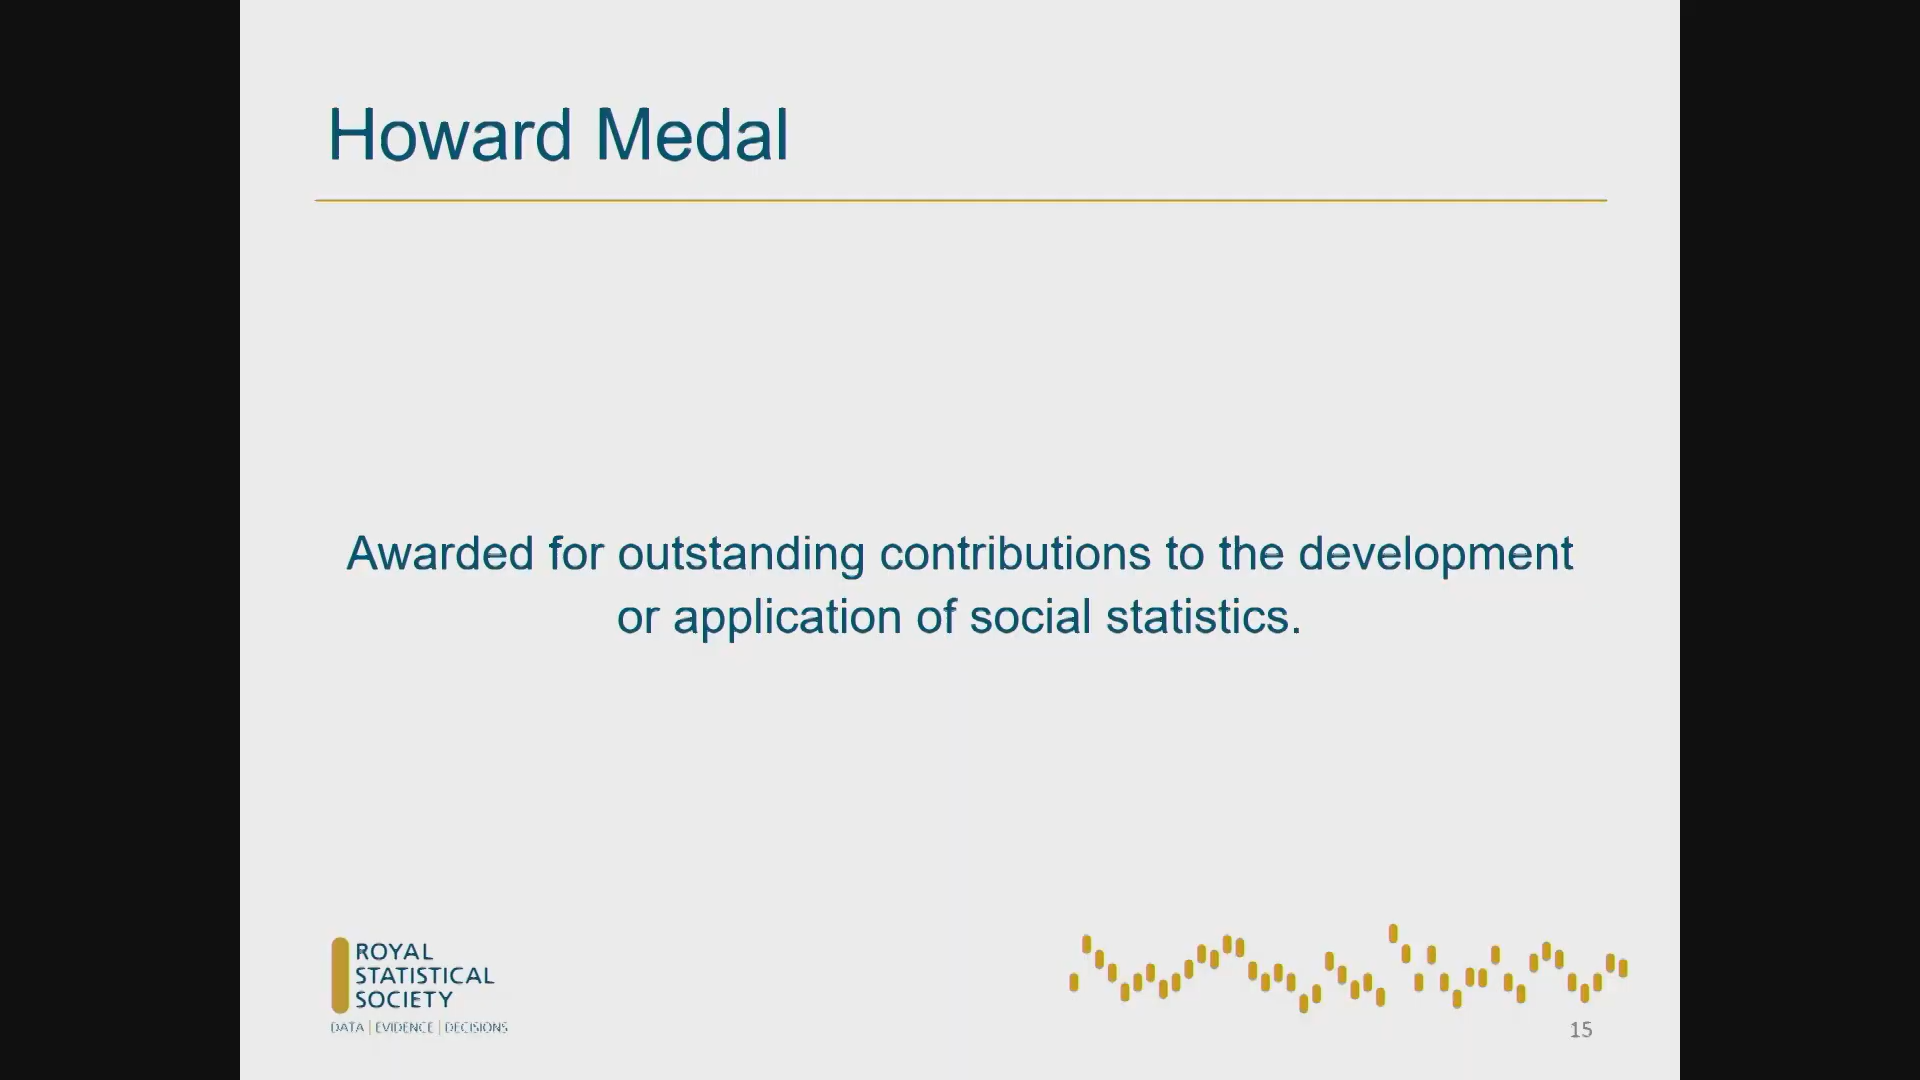 Howard Medal
Awarded for outstanding contributions to the development
or application of social statistics.
ROYAL
STATISTICAL
SOCIETY
DATA | EVIDENCE | DECISIONS
15